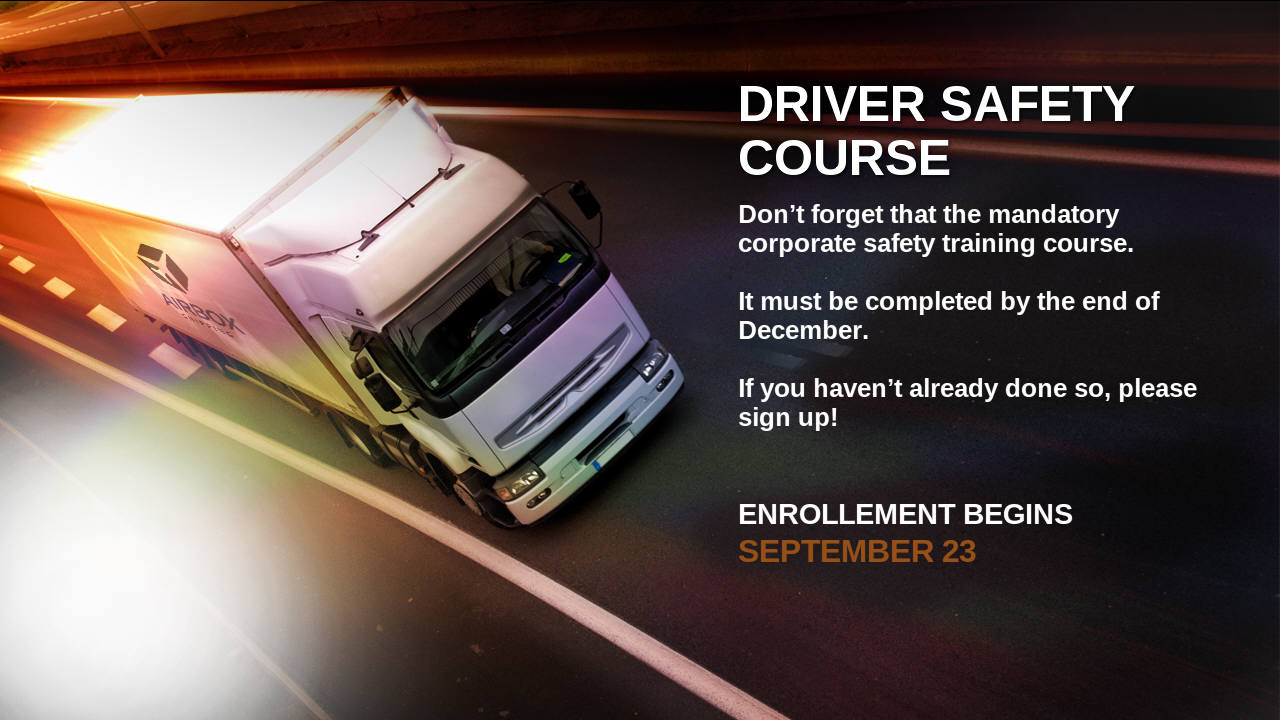 DRIVER SAFETY
COURSE
Don’t forget that the mandatory
corporate safety training course.
It must be completed by the end of
December.
If you haven’t already done so, please
sign up!
ENROLLEMENT BEGINS
SEPTEMBER 23
AIRBOX
SHIPPING